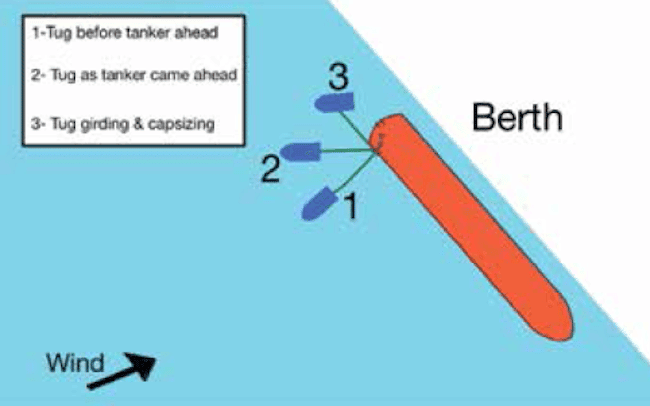 1-Tug before tanker ahead
2- Tug as tanker came ahead
3- Tug girding & capsizing
3
Berth
2
1
Wind